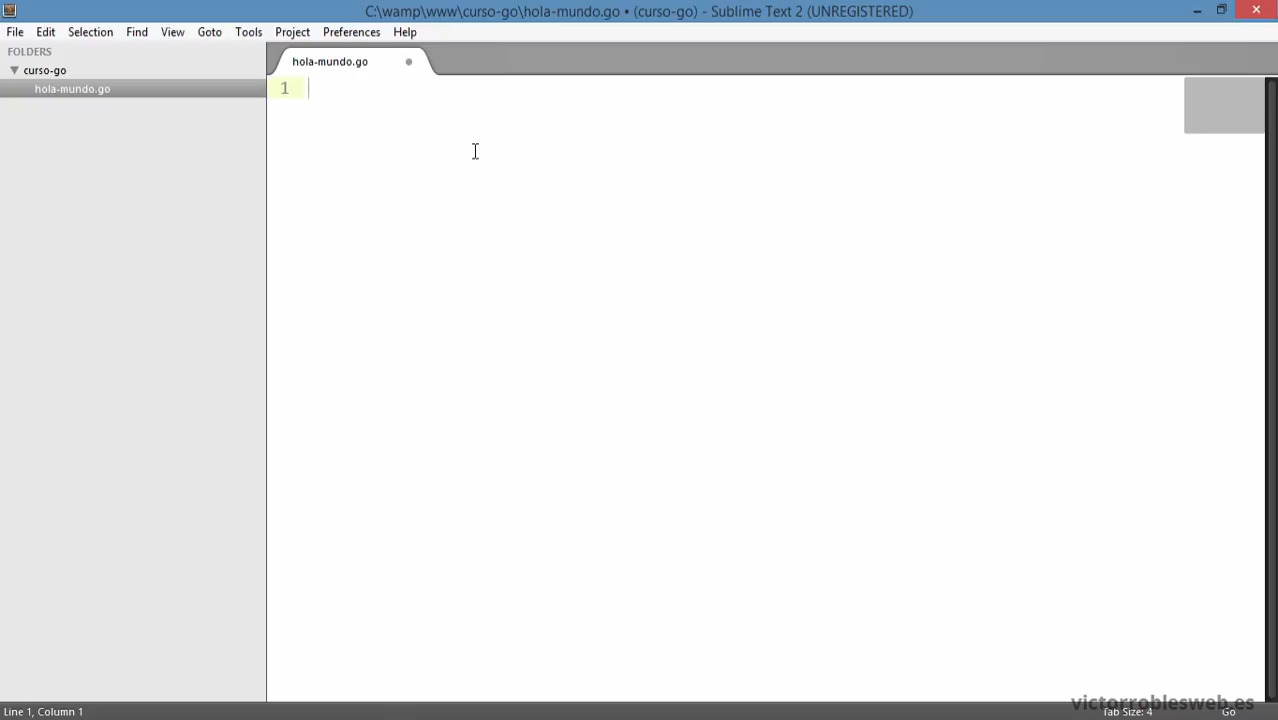 C:\wamp\www\curso-go\hola-mundo.go • (curso-go) - Sublime Text 2 (UNREGISTERED)
File Edit Selection Find View Goto Tools Project Preferences Help
FOLDERS
curso-go
hola-mundo.go
hola-mundo.go
1
victorroblesweb.es
Line 1, Column 1
Tab Size: 4
Go